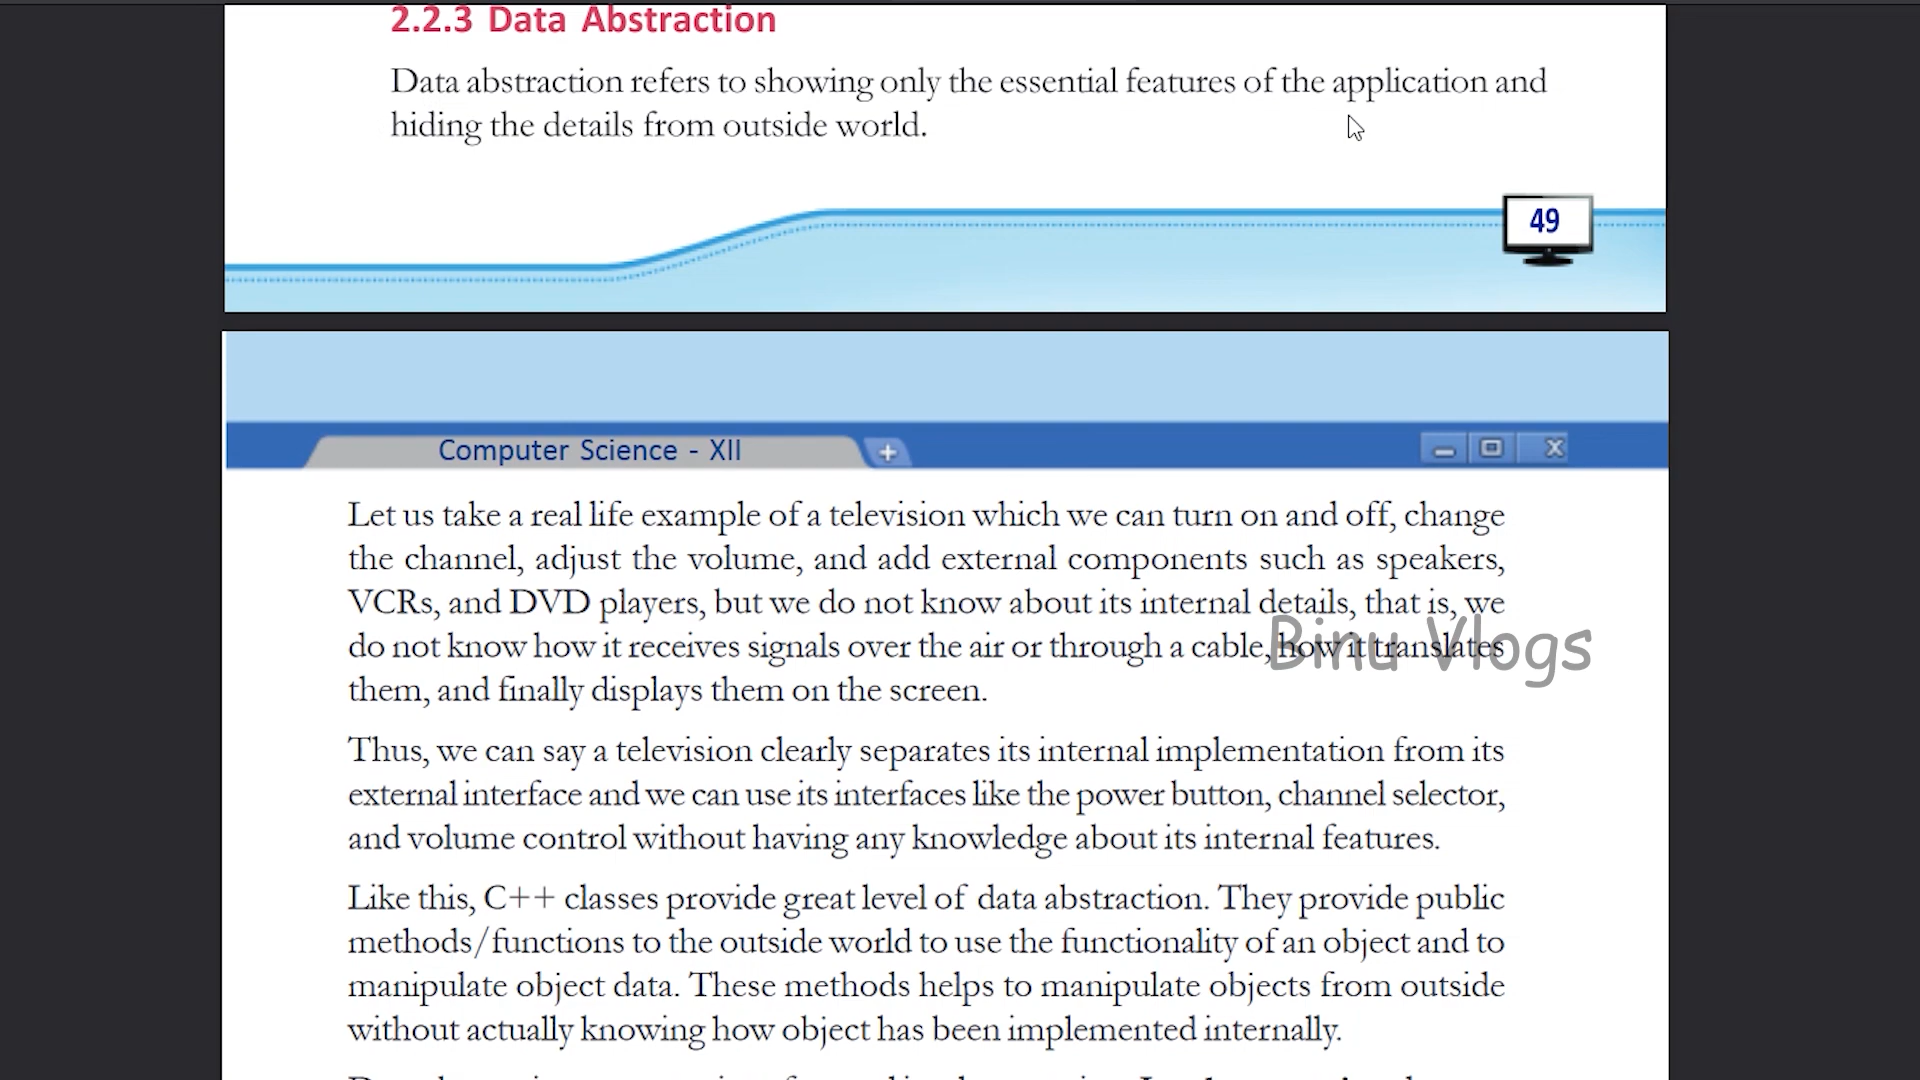 2.2.3 Data Abstraction
Data abstraction refers to showing only the essential features of the application and
hiding the details from outside world.
49
Computer Science - XII
Let us take a real life example of a television which we can turn on and off, change
the channel, adjust the volume, and add external components such as speakers,
VCRs, and DVD players, but we do not know about its internal details, that is, we
do not know how it receives signals over the air or through a cable, how it translates
Binu Vlogs
them, and finally displays them on the screen.
Thus, we can say a television clearly separates its internal implementation from its
external interface and we can use its interfaces like the power button, channel selector,
and volume control without having any knowledge about its internal features.
Like this, C++ classes provide great level of data abstraction. They provide public
methods/functions to the outside world to use the functionality of an object and to
manipulate object data. These methods helps to manipulate objects from outside
without actually knowing how object has been implemented internally.